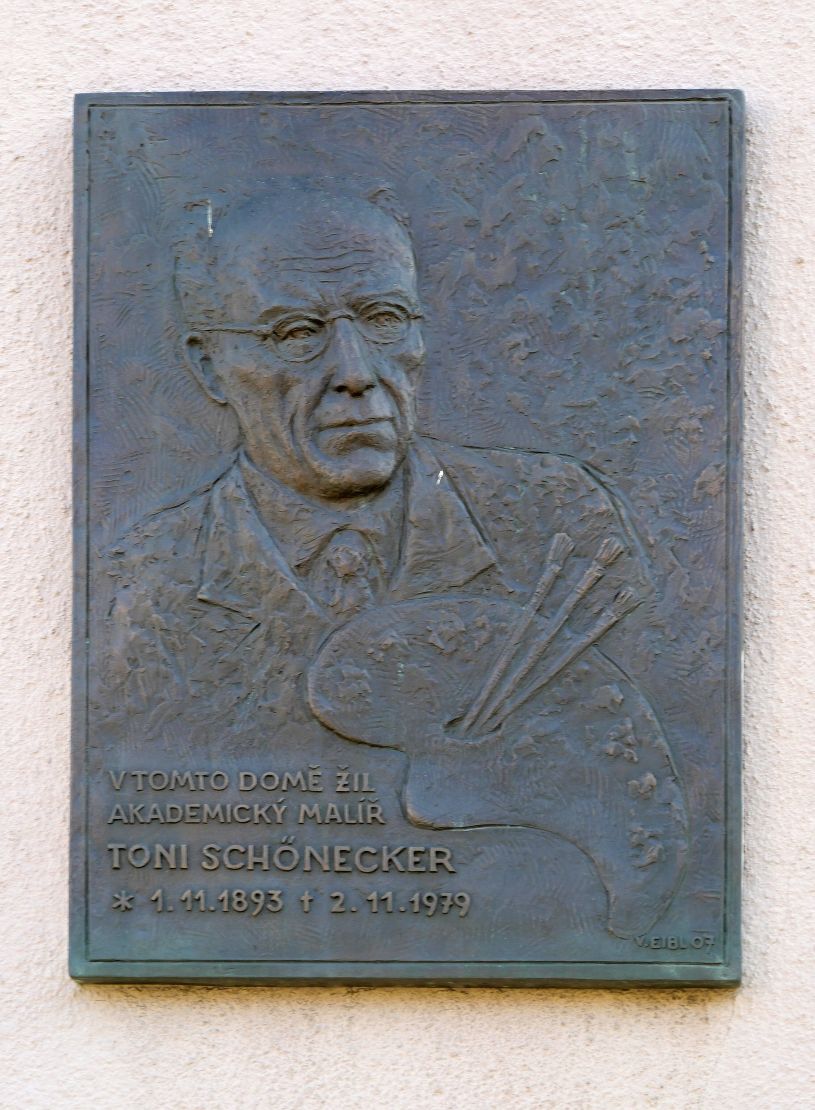 V TOMTO DOMĚ ŽIL
AKADEMICKÝ MALÍŘ
TONI SCHÖNECKER
* 1.11.1893 † 2.11.1979
V. EIBL 07